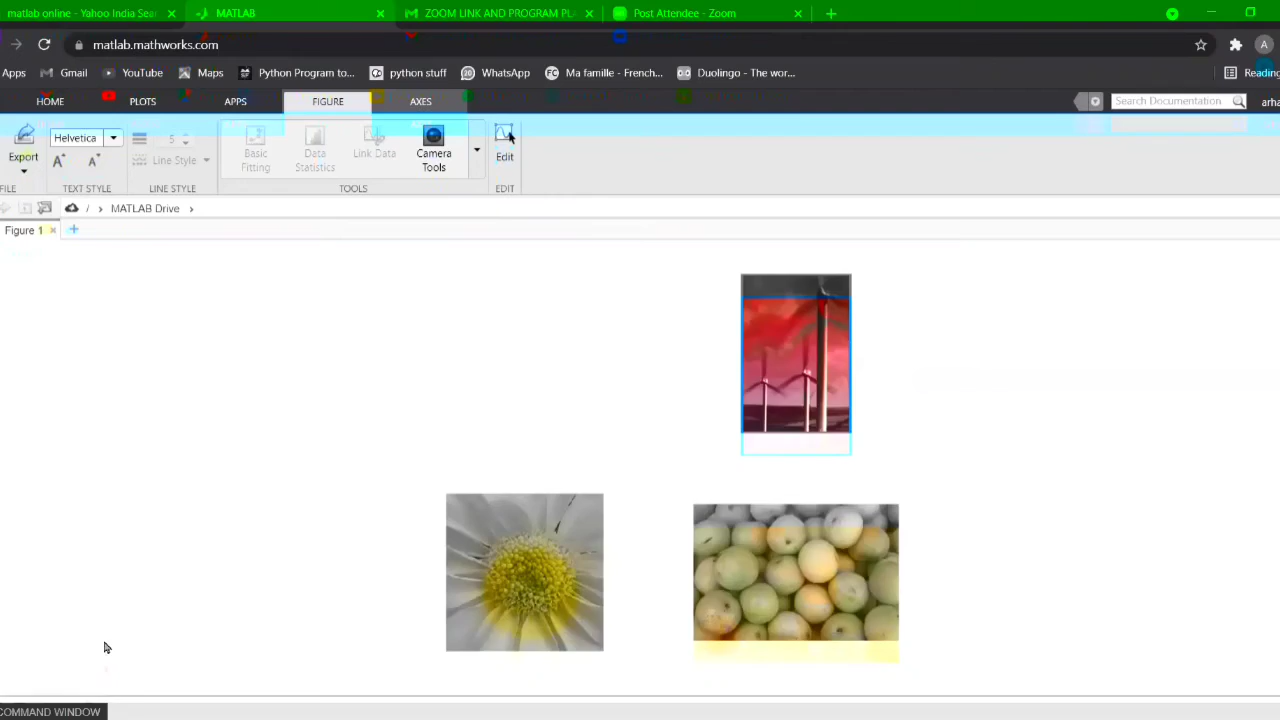 matlab online - Yahoo India Sear
MATLAB
ZOOM LINK AND PROGRAM PL
Post Attendee - Zoom
matlab.mathworks.com
A
Apps
Gmail
YouTube
Maps
Python Program to...
python stuff
WhatsApp
Ma famille - French...
Duolingo - The wor...
Reading
HOME
PLOTS
APPS
FIGURE
AXES
Search Documentation
arha
Export
Helvetica
5
Line Style
Basic Fitting
Data Statistics
Link Data
Camera Tools
Edit
FILE
TEXT STYLE
LINE STYLE
TOOLS
EDIT
/ › MATLAB Drive ›
Figure 1
COMMAND WINDOW